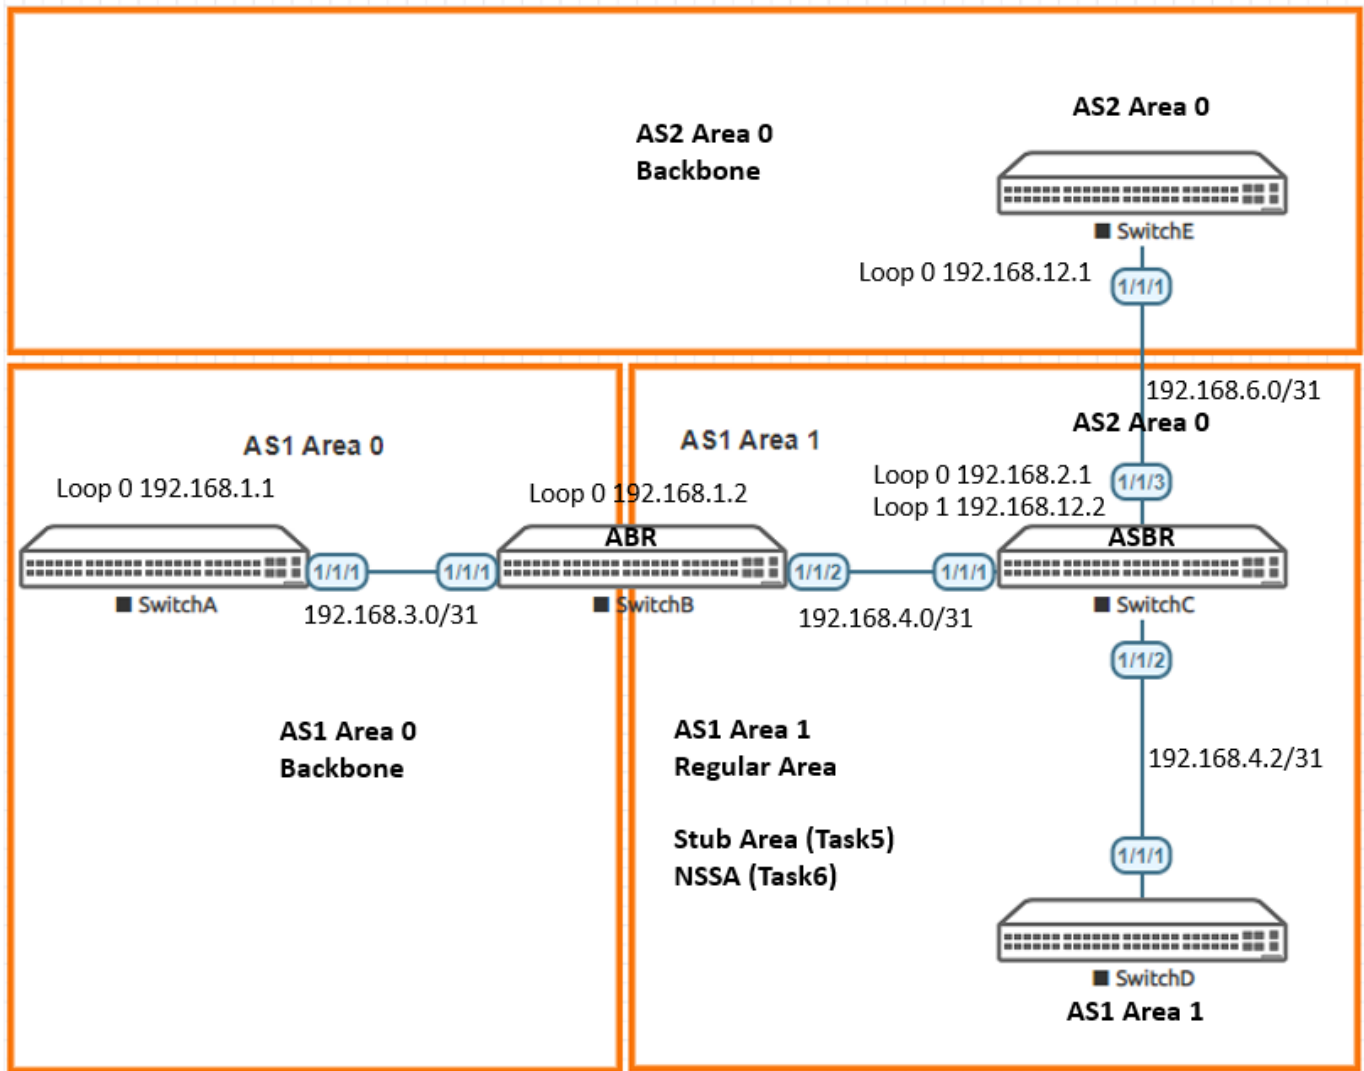 AS2 Area 0
AS2 Area 0
Backbone
SwitchE
Loop 0 192.168.12.1
1/1/1
192.168.6.0/31
AS2 Area 0
AS1 Area 0
AS1 Area 1
Loop 0 192.168.1.1
Loop 0 192.168.1.2
Loop 0 192.168.2.1
Loop 1 192.168.12.2
1/1/3
ABR
ASBR
1/1/1
1/1/1
1/1/2
1/1/1
SwitchA
192.168.3.0/31
SwitchB
192.168.4.0/31
SwitchC
1/1/2
AS1 Area 0
Backbone
AS1 Area 1
Regular Area
192.168.4.2/31
Stub Area (Task5)
NSSA (Task6)
1/1/1
SwitchD
AS1 Area 1